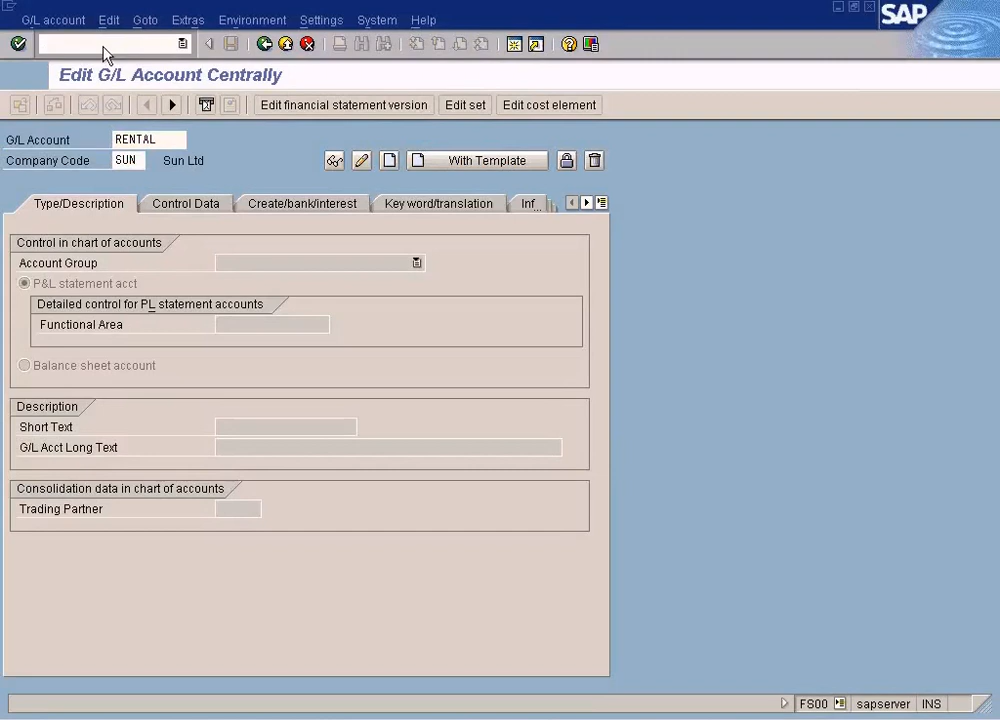 G/L account Edit Goto Extras Environment Settings System Help
SAP
Edit G/L Account Centrally
Edit financial statement version Edit set Edit cost element
G/L Account RENTAL
Company Code SUN Sun Ltd With Template
Type/Description Control Data Create/bank/interest Key word/translation Inf...
Control in chart of accounts
Account Group
P&L statement acct
Detailed control for PL statement accounts
Functional Area
Balance sheet account
Description
Short Text
G/L Acct Long Text
Consolidation data in chart of accounts
Trading Partner
FS00 sapserver INS